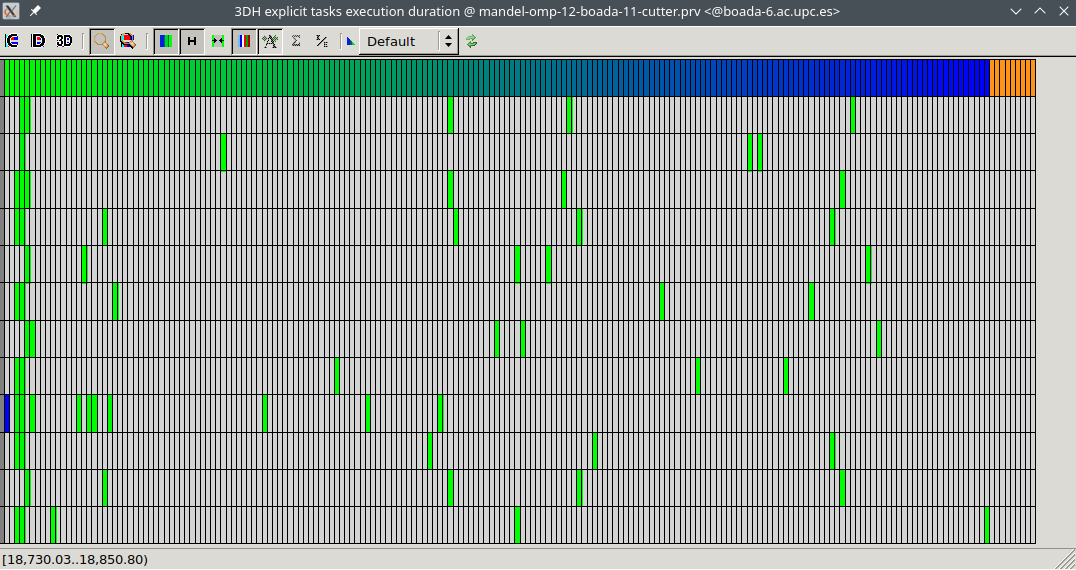 3DH explicit tasks execution duration @ mandel-omp-12-boada-11-cutter.prv <@boada-6.ac.upc.es>
3D H Σ Default
[18,730.03..18,850.80)